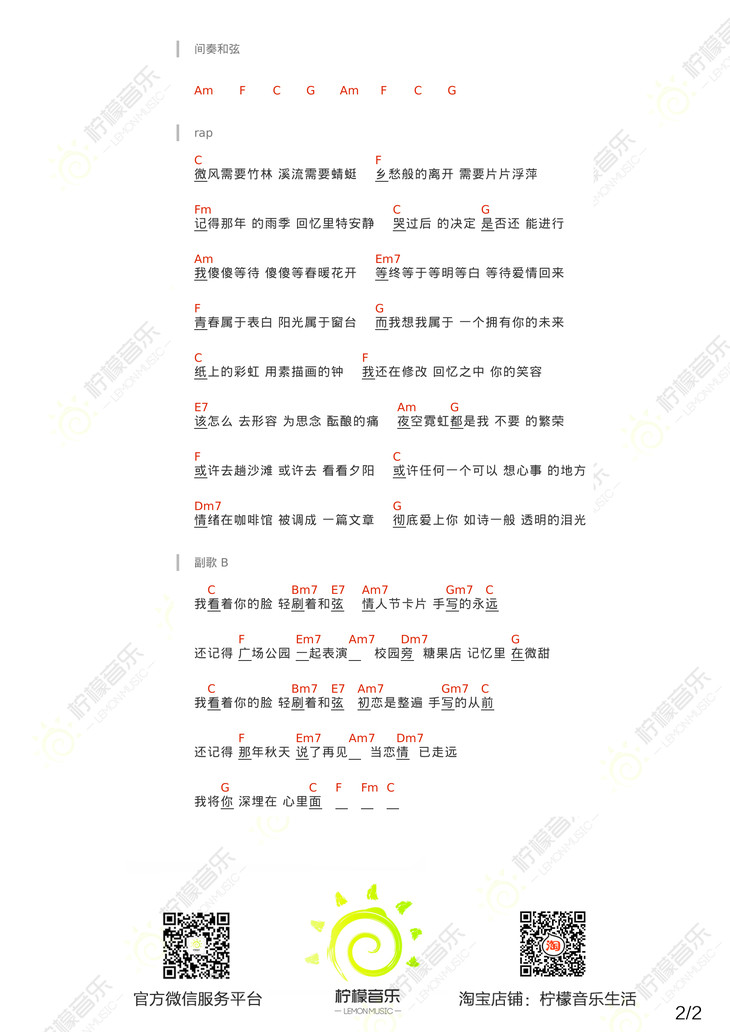 间奏和弦
Am F C G Am F C G
rap
C F
微风需要竹林 溪流需要蜻蜓 乡愁般的离开 需要片片浮萍
Fm C G
记得那年 的雨季 回忆里特安静 哭过后 的决定 是否还 能进行
Am Em7
我傻傻等待 傻傻等春暖花开 等终等于等明等白 等待爱情回来
F G
青春属于表白 阳光属于窗台 而我想我属于 一个拥有你的未来
C F
纸上的彩虹 用素描画的钟 我还在修改 回忆之中 你的笑容
E7 Am G
该怎么 去形容 为思念 酝酿的痛 夜空霓虹都是我 不要 的繁荣
F C
或许去趟沙滩 或许去 看看夕阳 或许任何一个可以 想心事 的地方
Dm7 G
情绪在咖啡馆 被调成 一篇文章 彻底爱上你 如诗一般 透明的泪光
副歌 B
C Bm7 E7 Am7 Gm7 C
我看着你的脸 轻刷着和弦 情人节卡片 手写的永远
F Em7 Am7 Dm7 G
还记得 广场公园 一起表演_ 校园旁 糖果店 记忆里 在微甜
C Bm7 E7 Am7 Gm7 C
我看着你的脸 轻刷着和弦 初恋是整遍 手写的从前
F Em7 Am7 Dm7
还记得 那年秋天 说了再见_ 当恋情 已走远
G C F Fm C
我将你 深埋在 心里面 _ _ _
柠檬音乐
— LEMON MUSIC —
官方微信服务平台
淘
淘宝店铺：柠檬音乐生活
2/2